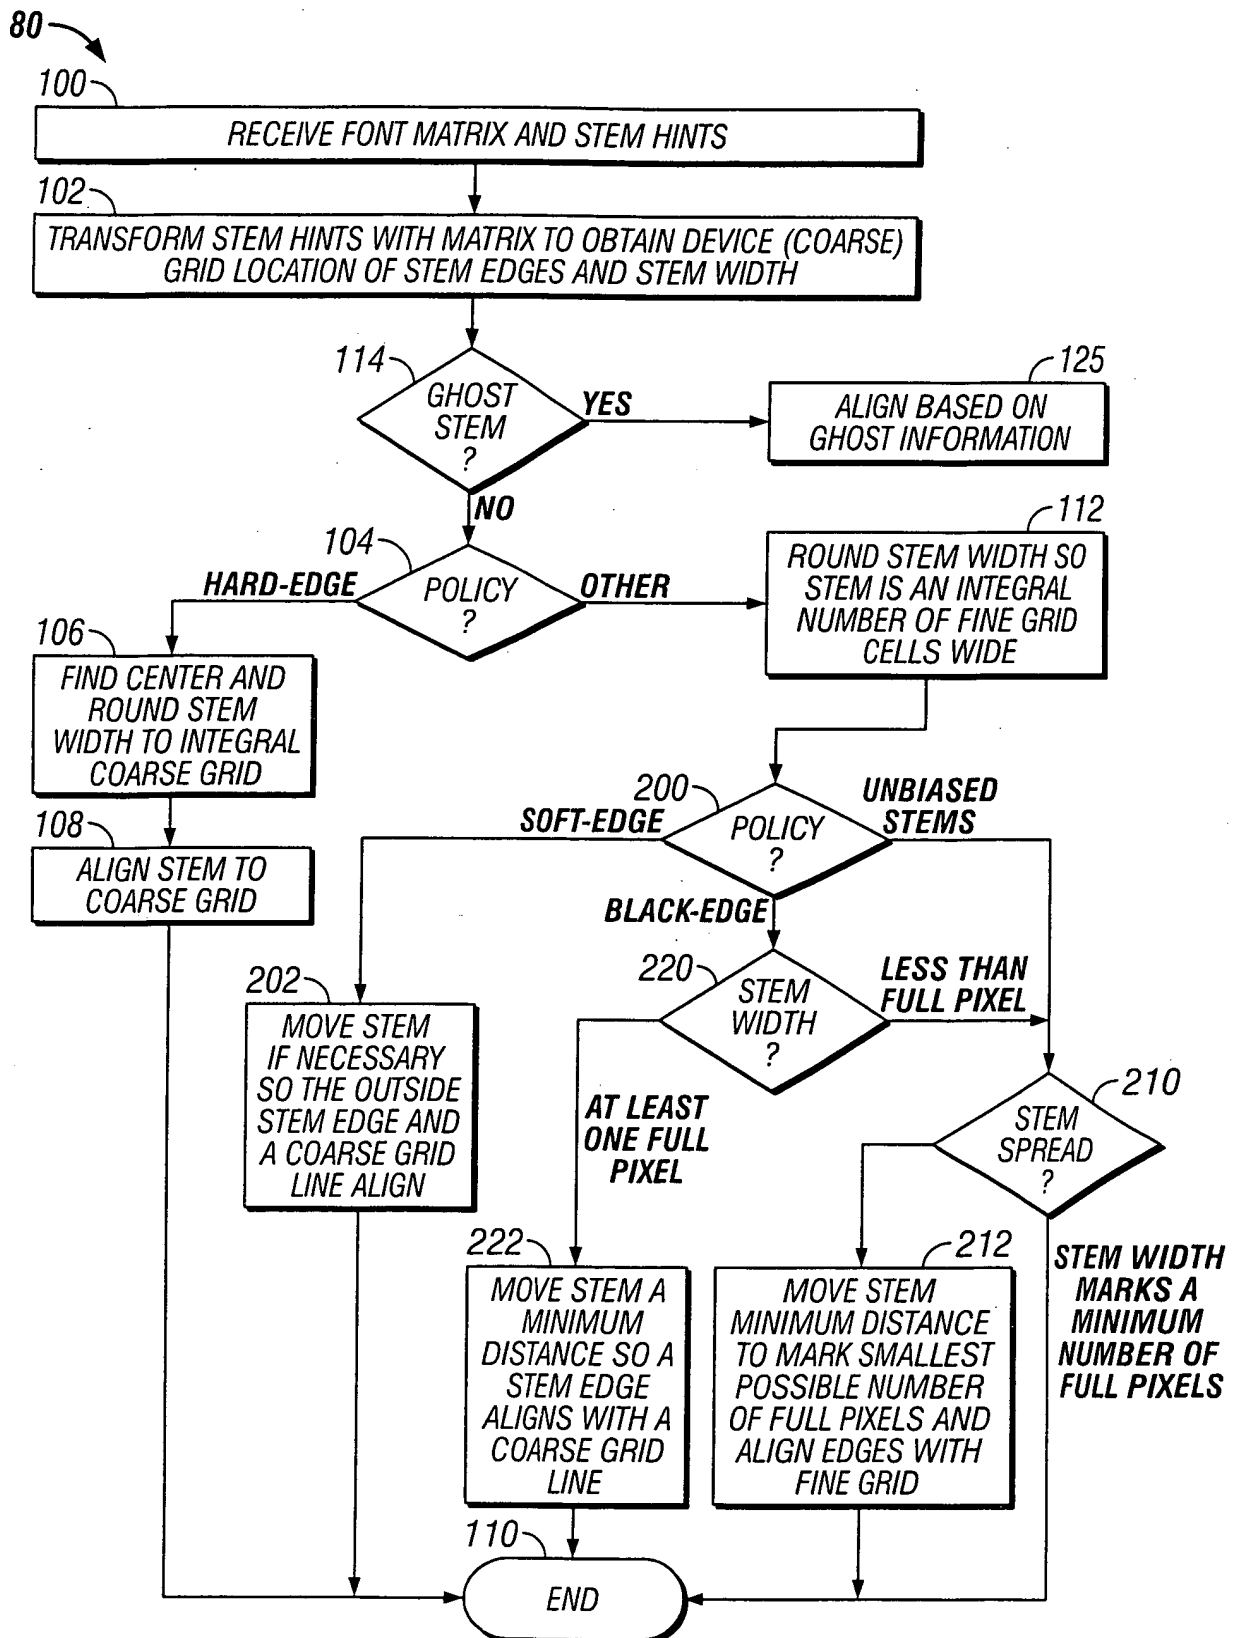 80
100
RECEIVE FONT MATRIX AND STEM HINTS
102
TRANSFORM STEM HINTS WITH MATRIX TO OBTAIN DEVICE (COARSE)
GRID LOCATION OF STEM EDGES AND STEM WIDTH
114
GHOST
STEM
?
YES
125
ALIGN BASED ON
GHOST INFORMATION
NO
104
POLICY
?
HARD-EDGE
OTHER
112
ROUND STEM WIDTH SO
STEM IS AN INTEGRAL
NUMBER OF FINE GRID
CELLS WIDE
106
FIND CENTER AND
ROUND STEM
WIDTH TO INTEGRAL
COARSE GRID
108
ALIGN STEM TO
COARSE GRID
200
POLICY
?
SOFT-EDGE
UNBIASED
STEMS
BLACK-EDGE
220
STEM
WIDTH
?
LESS THAN
FULL PIXEL
202
MOVE STEM
IF NECESSARY
SO THE OUTSIDE
STEM EDGE AND
A COARSE GRID
LINE ALIGN
AT LEAST
ONE FULL
PIXEL
210
STEM
SPREAD
?
222
MOVE STEM A
MINIMUM
DISTANCE SO A
STEM EDGE
ALIGNS WITH A
COARSE GRID
LINE
212
MOVE STEM
MINIMUM DISTANCE
TO MARK SMALLEST
POSSIBLE NUMBER
OF FULL PIXELS AND
ALIGN EDGES WITH
FINE GRID
STEM WIDTH
MARKS A
MINIMUM
NUMBER OF
FULL PIXELS
110
END